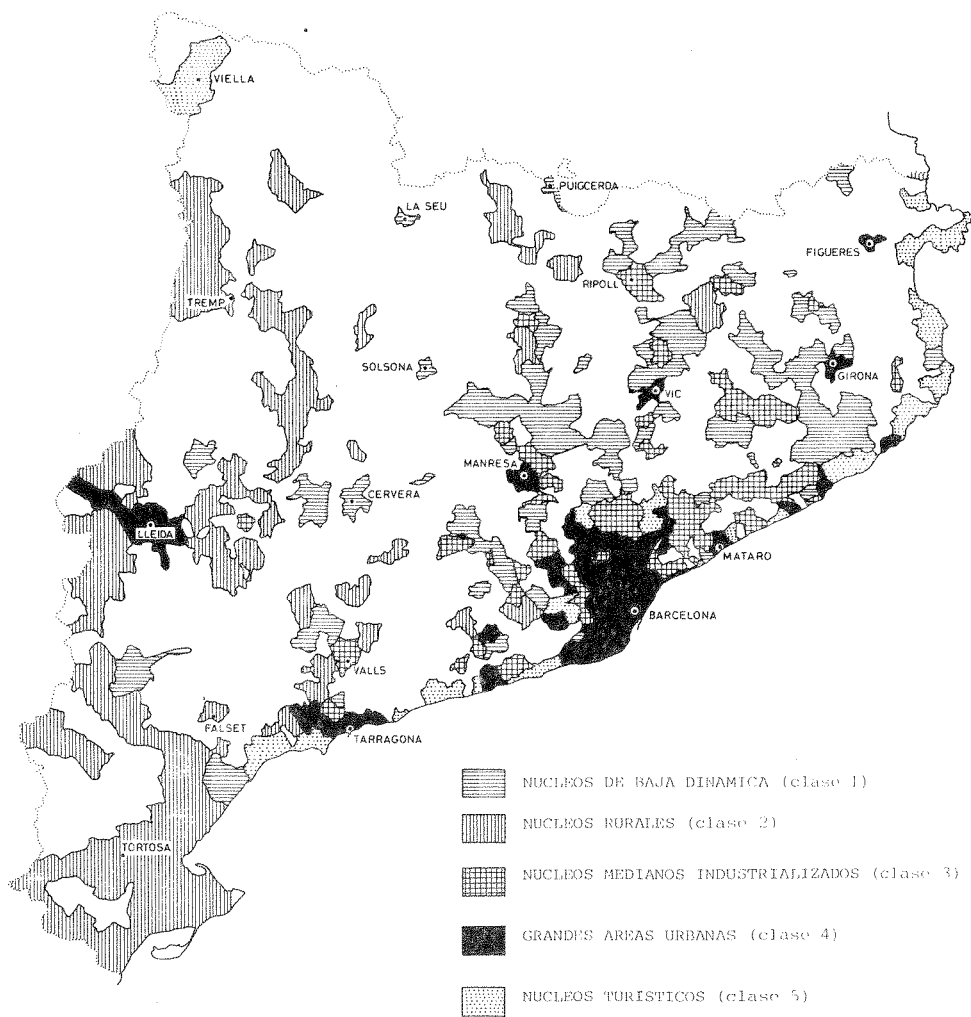 VIELLA
PUIGCERDA
LA SEU
FIGUERES
RIPOLL
TREMP
SOLSONA
GIRONA
VIC
MANRESA
CERVERA
LLEIDA
MATARO
BARCELONA
VALLS
FALSET
TARRAGONA
TORTOSA
NUCLEOS DE BAJA DINAMICA (clase 1)
NUCLEOS RURALES (clase 2)
NUCLEOS MEDIANOS INDUSTRIALIZADOS (clase 3)
GRANDES AREAS URBANAS (clase 4)
NUCLEOS TURÍSTICOS (clase 5)